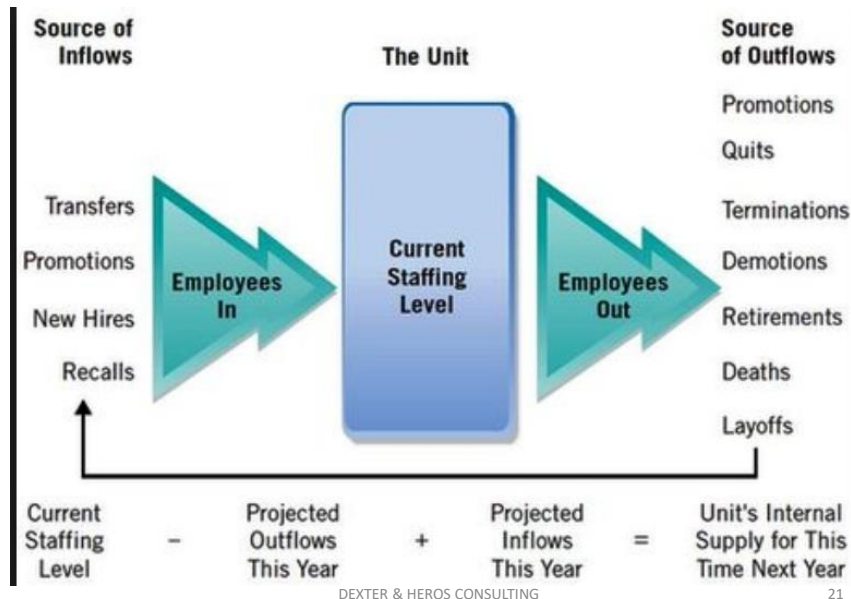 Source of
Inflows
The Unit
Source
of Outflows
Transfers
Promotions
New Hires
Recalls
Employees
In
Current
Staffing
Level
Employees
Out
Promotions
Quits
Terminations
Demotions
Retirements
Deaths
Layoffs
Current
Staffing
Level
-
Projected
Outflows
This Year
+
Projected
Inflows
This Year
=
Unit's Internal
Supply for This
Time Next Year
DEXTER & HEROS CONSULTING
21